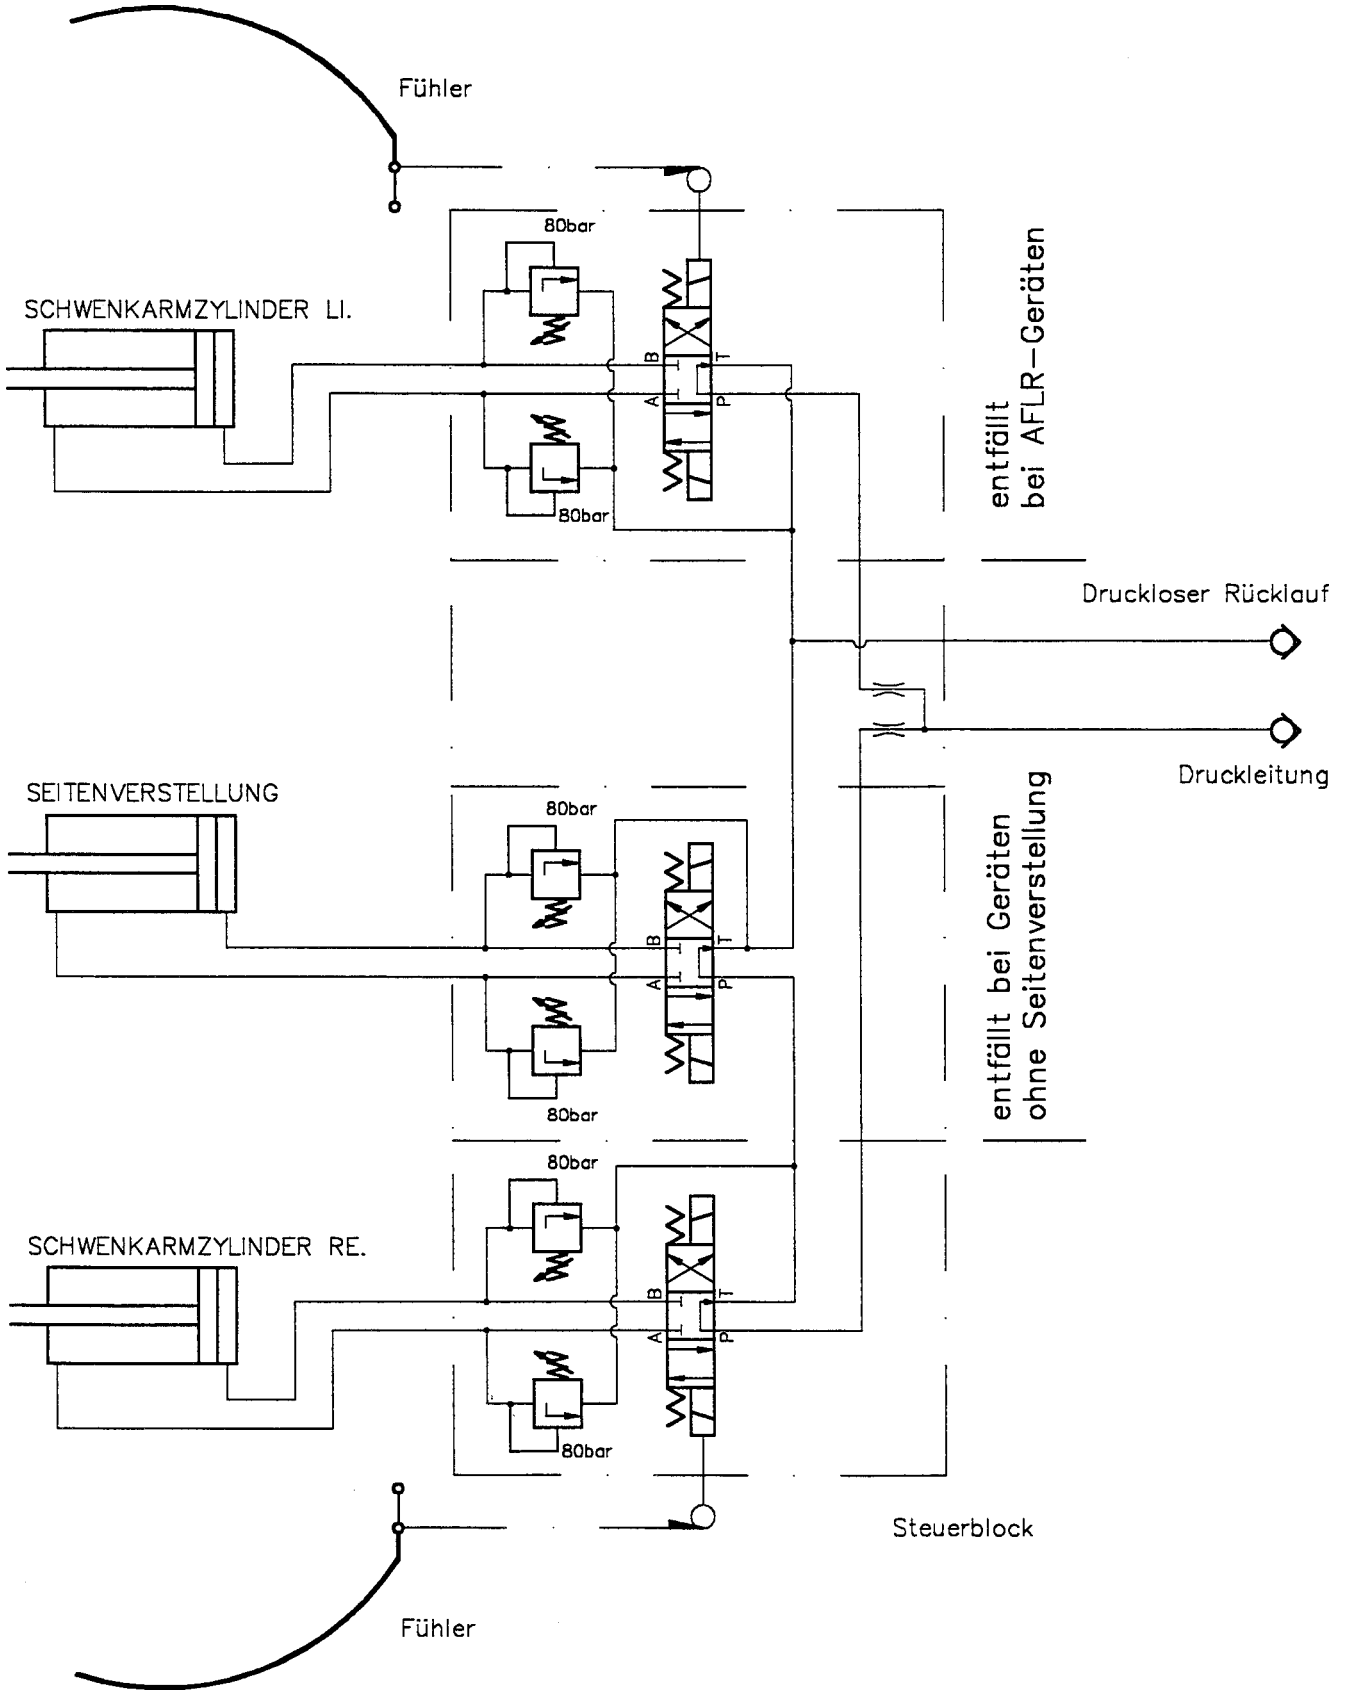 Fühler
80bar
SCHWENKARMZYLINDER LI.
B
T
A
P
80bar
entfällt
bei AFLR-Geräten
Druckloser Rücklauf
Druckleitung
SEITENVERSTELLUNG
80bar
B
T
A
P
80bar
entfällt bei Geräten
ohne Seitenverstellung
80bar
SCHWENKARMZYLINDER RE.
B
T
A
P
80bar
Steuerblock
Fühler